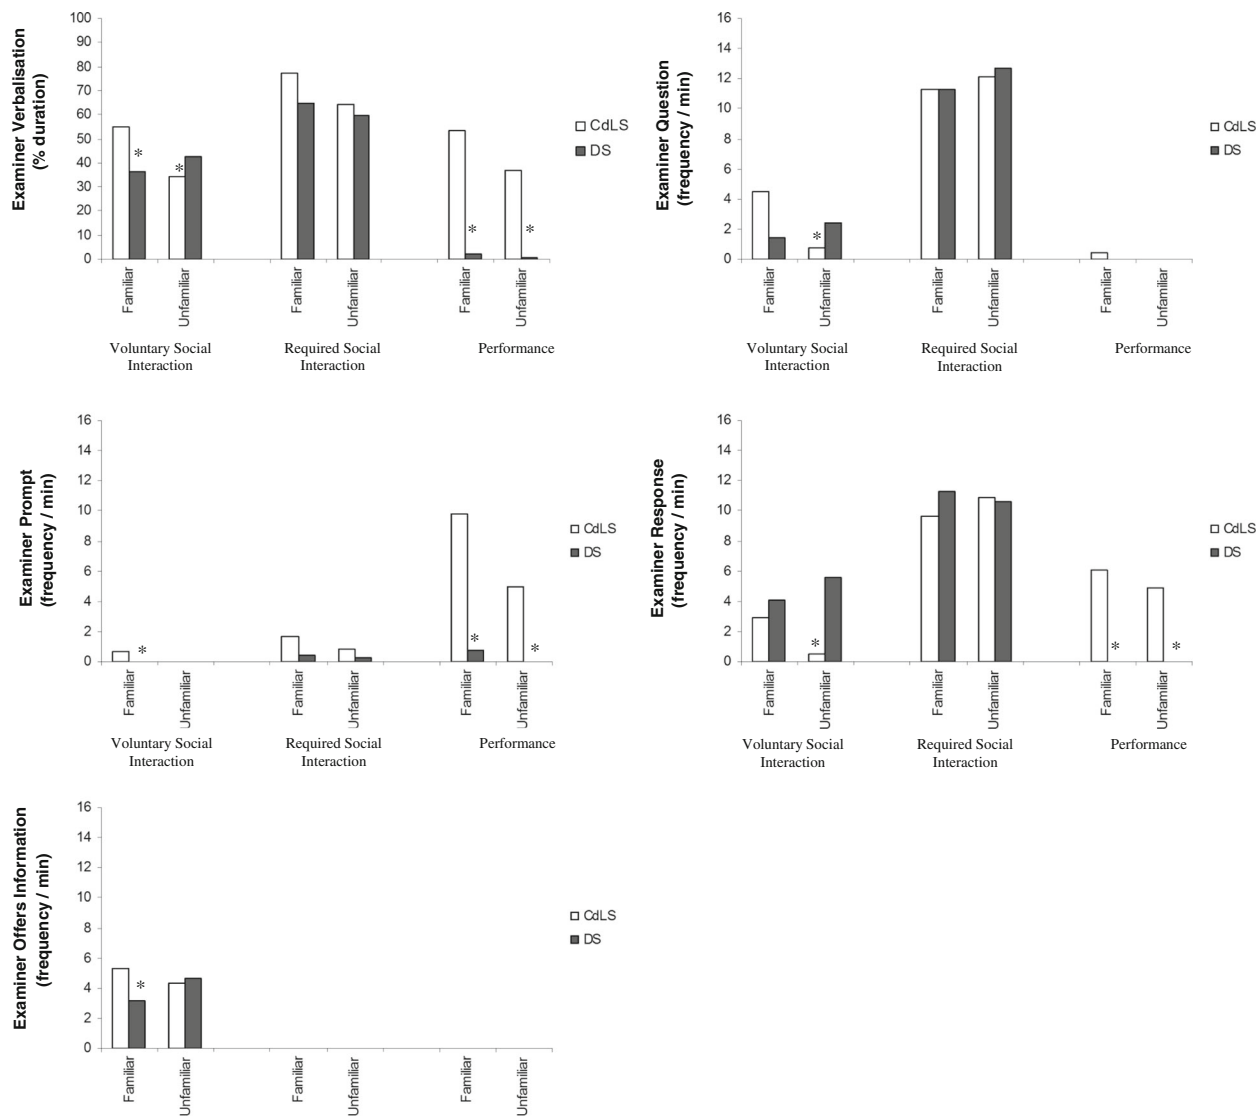 Examiner Verbalisation
(% duration)
100
90
80
70
60
50
40
30
20
10
0
*
*
*
*
CdLS
DS
Familiar
Unfamiliar
Familiar
Unfamiliar
Familiar
Unfamiliar
Voluntary Social
Interaction
Required Social
Interaction
Performance
Examiner Question
(frequency / min)
16
14
12
10
8
6
4
2
0
*
CdLS
DS
Familiar
Unfamiliar
Familiar
Unfamiliar
Familiar
Unfamiliar
Voluntary Social
Interaction
Required Social
Interaction
Performance
Examiner Prompt
(frequency / min)
16
14
12
10
8
6
4
2
0
*
*
*
CdLS
DS
Familiar
Unfamiliar
Familiar
Unfamiliar
Familiar
Unfamiliar
Voluntary Social
Interaction
Required Social
Interaction
Performance
Examiner Response
(frequency / min)
16
14
12
10
8
6
4
2
0
*
*
*
CdLS
DS
Familiar
Unfamiliar
Familiar
Unfamiliar
Familiar
Unfamiliar
Voluntary Social
Interaction
Required Social
Interaction
Performance
Examiner Offers Information
(frequency / min)
16
14
12
10
8
6
4
2
0
*
CdLS
DS
Familiar
Unfamiliar
Familiar
Unfamiliar
Familiar
Unfamiliar